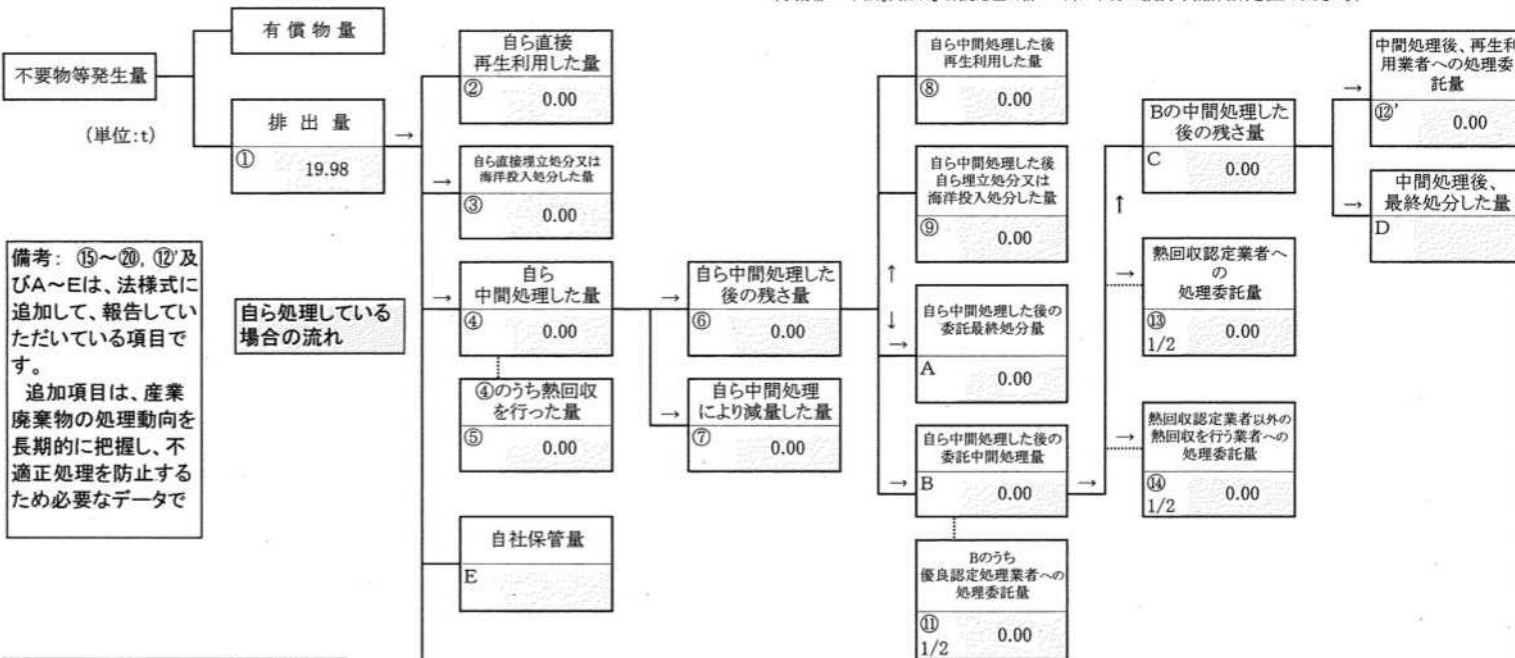 有償物量
不要物等発生量
(単位:t)
排出量
→
①
19.98
備考: ⑮~⑳, ⑫'及
びA~Eは、法様式に
追加して、報告してい
ただいている項目で
す。
追加項目は、産業
廃棄物の処理動向を
長期的に把握し、不
適正処理を防止する
ため必要なデータで
自ら処理している
場合の流れ
自ら直接
再生利用した量
②
0.00
→
自ら直接埋立処分又は
海洋投入処分した量
③
0.00
→
自ら
中間処理した量
④
0.00
④のうち熱回収
を行った量
⑤
0.00
自社保管量
E
→
自ら中間処理した
後の残さ量
⑥
0.00
→
自ら中間処理
により減量した量
⑦
0.00
自ら中間処理した後
再生利用した量
⑧
0.00
自ら中間処理した後
自ら埋立処分又は
海洋投入処分した量
⑨
0.00
↑
↓
→
自ら中間処理した後の
委託最終処分量
A
0.00
→
自ら中間処理した後の
委託中間処理量
B
0.00
→
Bのうち
優良認定処理業者への
処理委託量
⑪
1/2
0.00
Bの中間処理した
後の残さ量
C
0.00
↑
→
熱回収認定業者へ
の
処理委託量
⑬
1/2
0.00
→
熱回収認定業者以外の
熱回収を行う業者への
処理委託量
⑭
1/2
0.00
→
中間処理後、再生利
用業者への処理委
託量
⑫'
0.00
→
中間処理後、
最終処分した量
D